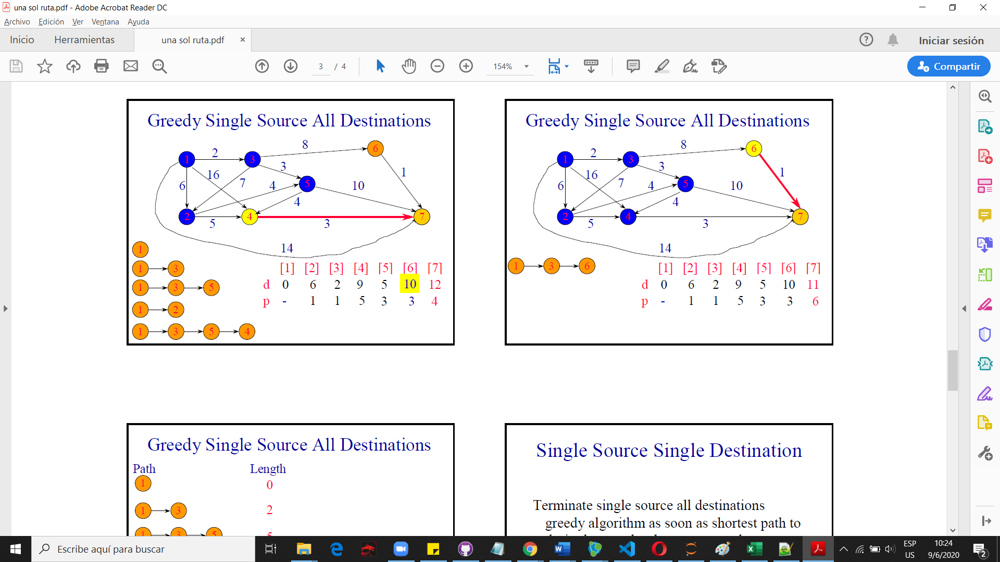 una sol ruta.pdf - Adobe Acrobat Reader DC
Archivo Edición Ver Ventana Ayuda
Inicio Herramientas una sol ruta.pdf × Iniciar sesión
3 / 4 154% Compartir
Greedy Single Source All Destinations
8
6
1 2 3
16 3 1
6 7 4 5 10
4
2 4 7
5 3
14
1
1 3
1 3 5
1 2
1 3 5 4
[1] [2] [3] [4] [5] [6] [7]
d 0 6 2 9 5 10 12
p - 1 1 5 3 3 4
Greedy Single Source All Destinations
8
6
1 2 3
16 3 1
6 7 4 5 10
4
2 4 7
5 3
14
1 3 6
[1] [2] [3] [4] [5] [6] [7]
d 0 6 2 9 5 10 11
p - 1 1 5 3 3 6
Greedy Single Source All Destinations
Path Length
1 0
1 3 2
1 3 5 5
Single Source Single Destination
Terminate single source all destinations
greedy algorithm as soon as shortest path to
Escribe aquí para buscar
ESP
US
10:24
9/6/2020
2